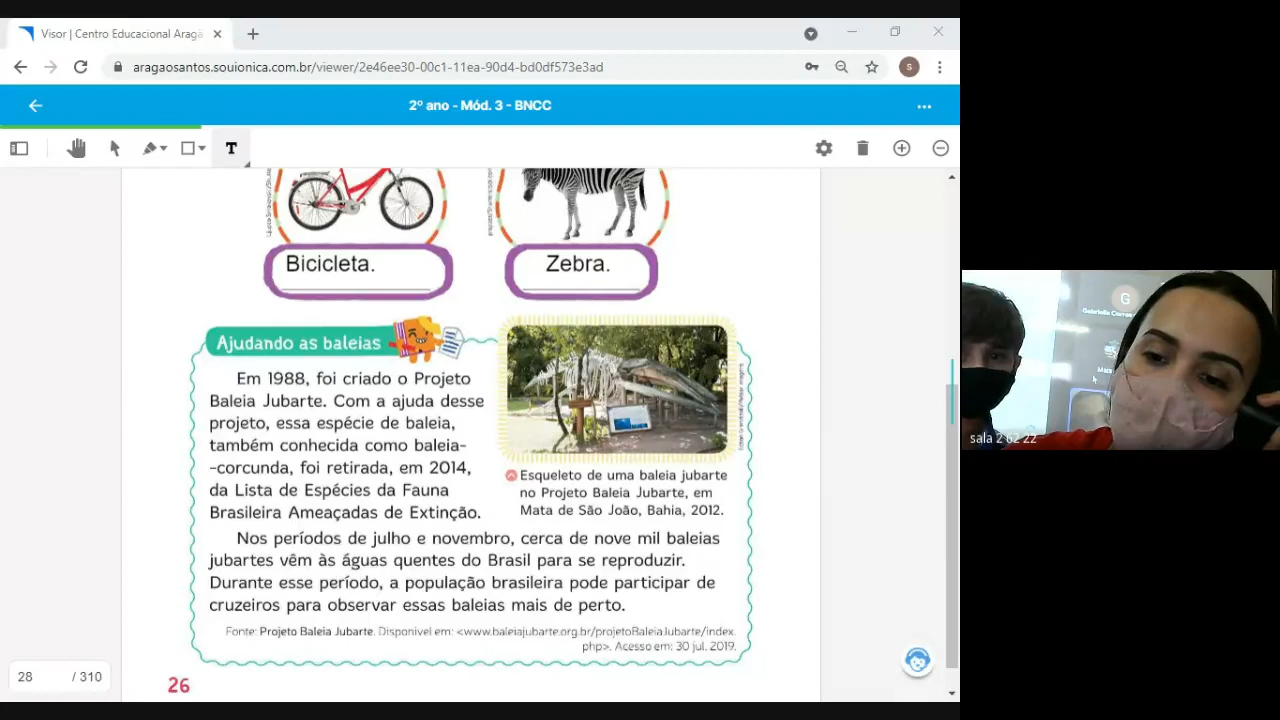 Visor | Centro Educacional Aragã
aragaosantos.souionica.com.br/viewer/2e46ee30-00c1-11ea-90d4-bd0df573e3ad
S
2º ano - Mód. 3 - BNCC
T
Bicicleta.
Zebra.
Ajudando as baleias
Em 1988, foi criado o Projeto
Baleia Jubarte. Com a ajuda desse
projeto, essa espécie de baleia,
também conhecida como baleia-
-corcunda, foi retirada, em 2014,
da Lista de Espécies da Fauna
Brasileira Ameaçadas de Extinção.
Esqueleto de uma baleia jubarte
no Projeto Baleia Jubarte, em
Mata de São João, Bahia, 2012.
Nos períodos de julho e novembro, cerca de nove mil baleias
jubartes vêm às águas quentes do Brasil para se reproduzir.
Durante esse período, a população brasileira pode participar de
cruzeiros para observar essas baleias mais de perto.
Fonte: Projeto Baleia Jubarte. Disponível em: <www.baleiajubarte.org.br/projetoBaleiaJubarte/index.
php>. Acesso em: 30 jul. 2019.
28 / 310
26
G
sala 2 62 22